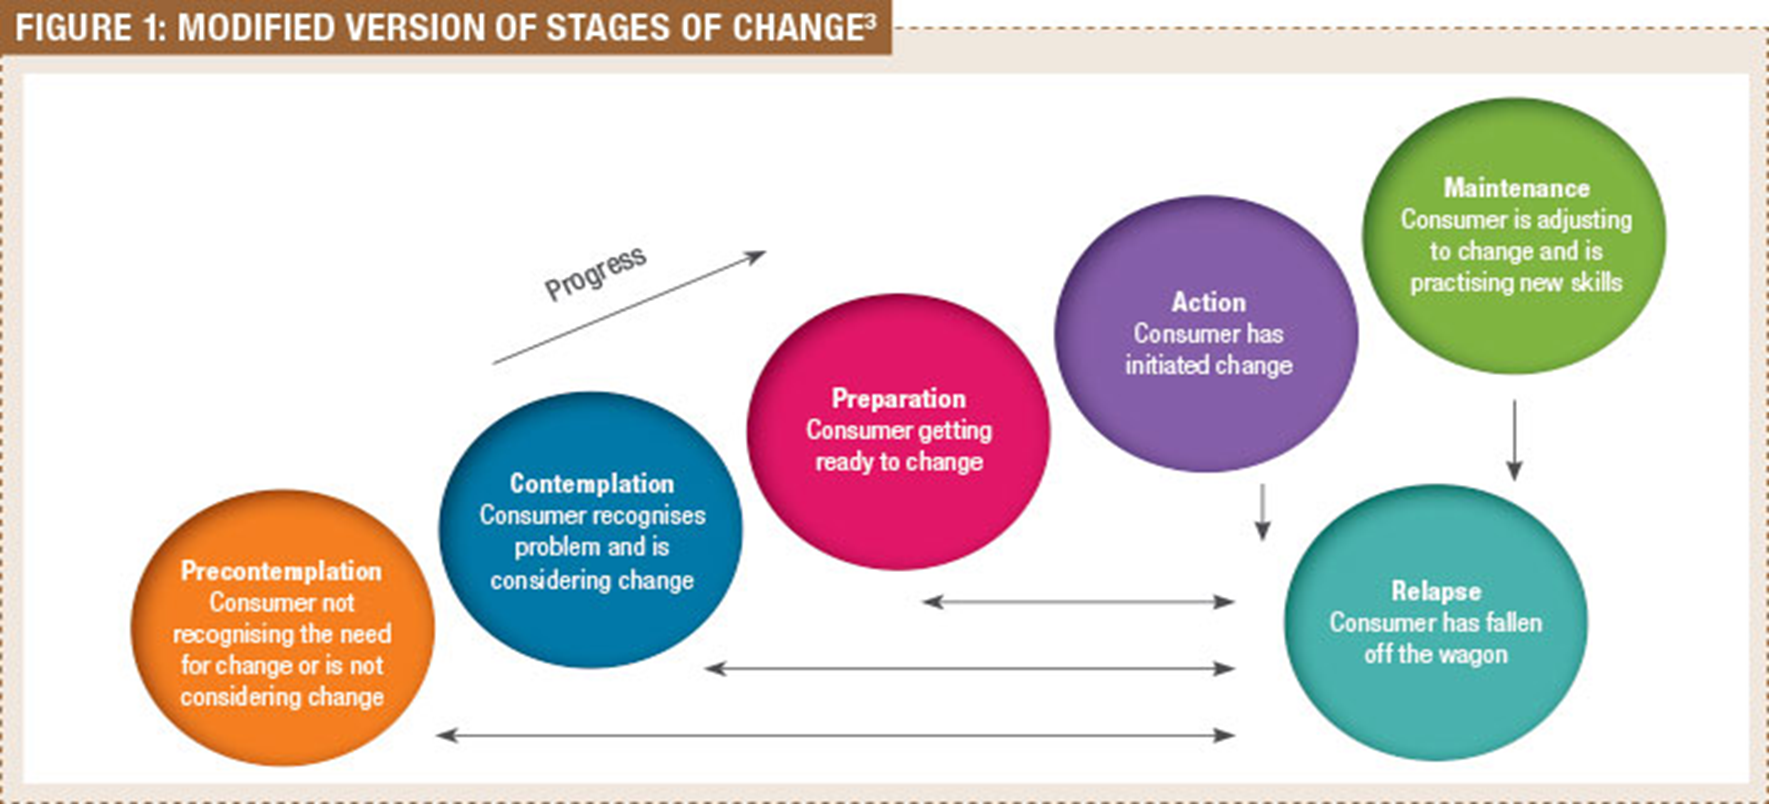 FIGURE 1: MODIFIED VERSION OF STAGES OF CHANGE³
Progress
Precontemplation
Consumer not
recognising the need
for change or is not
considering change
Contemplation
Consumer recognises
problem and is
considering change
Preparation
Consumer getting
ready to change
Action
Consumer has
initiated change
Maintenance
Consumer is adjusting
to change and is
practising new skills
Relapse
Consumer has fallen
off the wagon